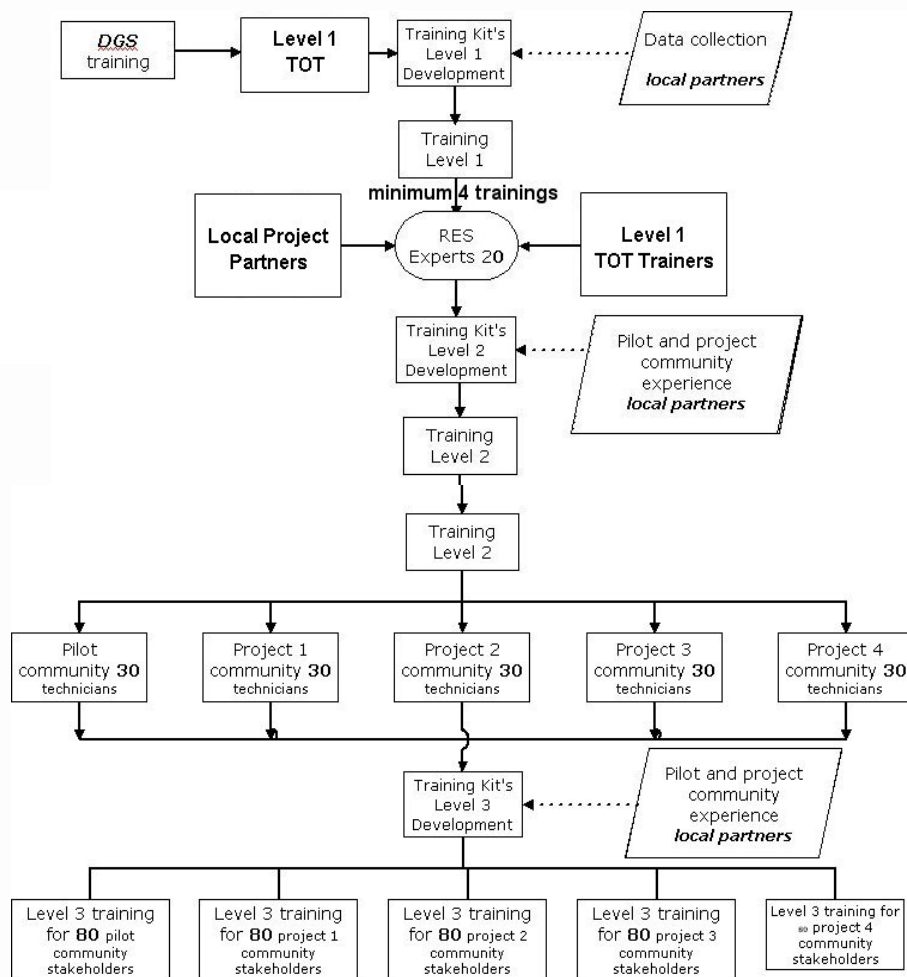 DGS
training
Level 1
TOT
Training Kit's
Level 1
Development
Data collection
local partners
Training
Level 1
minimum 4 trainings
Local Project
Partners
RES
Experts 20
Level 1
TOT Trainers
Training Kit's
Level 2
Development
Pilot and project
community
experience
local partners
Training
Level 2
Training
Level 2
Pilot
community 30
technicians
Project 1
community 30
technicians
Project 2
community 30
technicians
Project 3
community 30
technicians
Project 4
community 30
technicians
Training Kit's
Level 3
Development
Pilot and project
community
experience
local partners
Level 3 training
for 80 pilot
community
stakeholders
Level 3 training
for 80 project 1
community
stakeholders
Level 3 training
for 80 project 2
community
stakeholders
Level 3 training
for 80 project 3
community
stakeholders
Level 3 training for
80 project 4
community
stakeholders